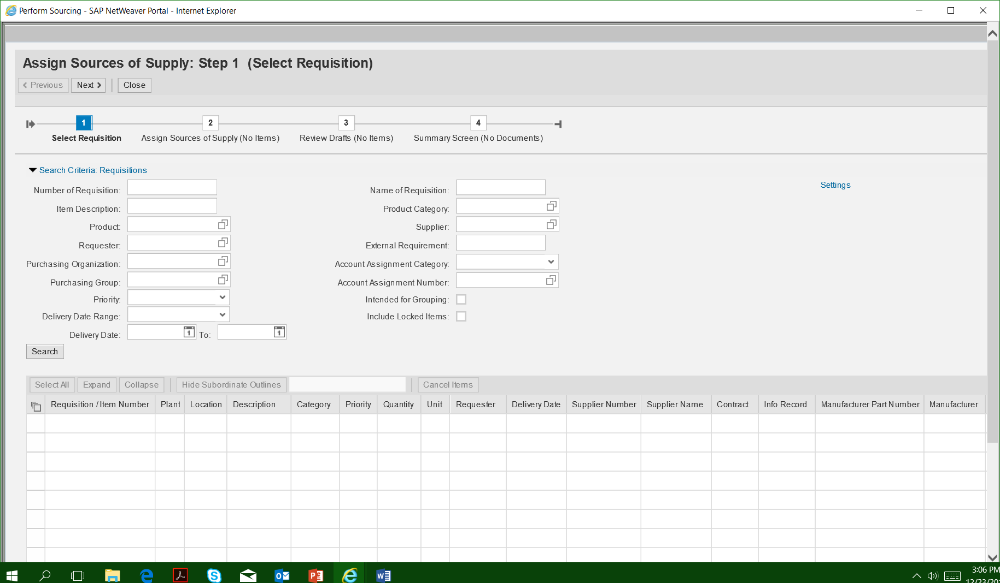 Perform Sourcing - SAP NetWeaver Portal - Internet Explorer
Assign Sources of Supply: Step 1 (Select Requisition)
Previous Next Close
1 2 3 4
Select Requisition Assign Sources of Supply (No Items) Review Drafts (No Items) Summary Screen (No Documents)
Search Criteria: Requisitions
Settings
Number of Requisition: Name of Requisition:
Item Description: Product Category:
Product: Supplier:
Requester: External Requirement:
Purchasing Organization: Account Assignment Category:
Purchasing Group: Account Assignment Number:
Priority: Intended for Grouping:
Delivery Date Range: Include Locked Items:
Delivery Date: 1 To: 1
Search
Select All Expand Collapse Hide Subordinate Outlines Cancel Items
Requisition / Item Number Plant Location Description Category Priority Quantity Unit Requester Delivery Date Supplier Number Supplier Name Contract Info Record Manufacturer Part Number Manufacturer
3:06 PM